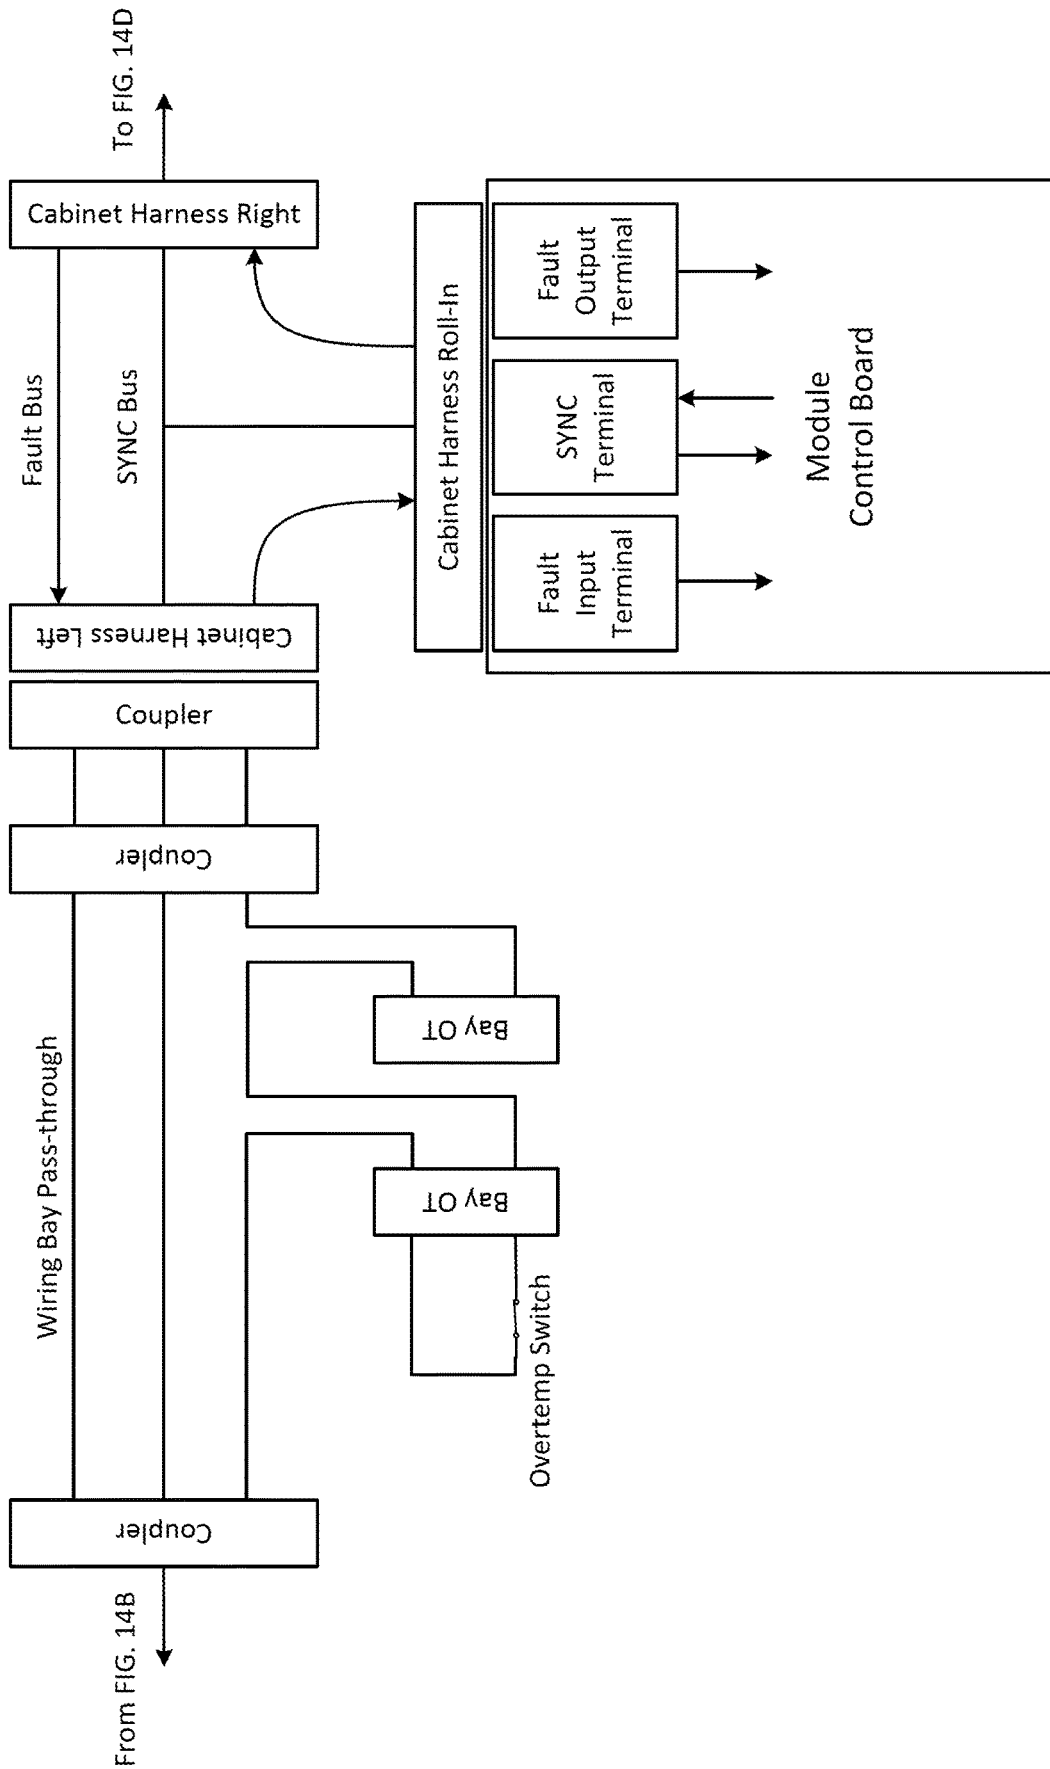 From FIG. 14B
To FIG. 14D
Coupler
Wiring Bay Pass-through
Coupler
Coupler
Cabinet Harness Left
Fault Bus
SYNC Bus
Cabinet Harness Right
Bay OT
Bay OT
Overtemp Switch
Cabinet Harness Roll-In
Fault
Input
Terminal
SYNC
Terminal
Fault
Output
Terminal
Module
Control Board